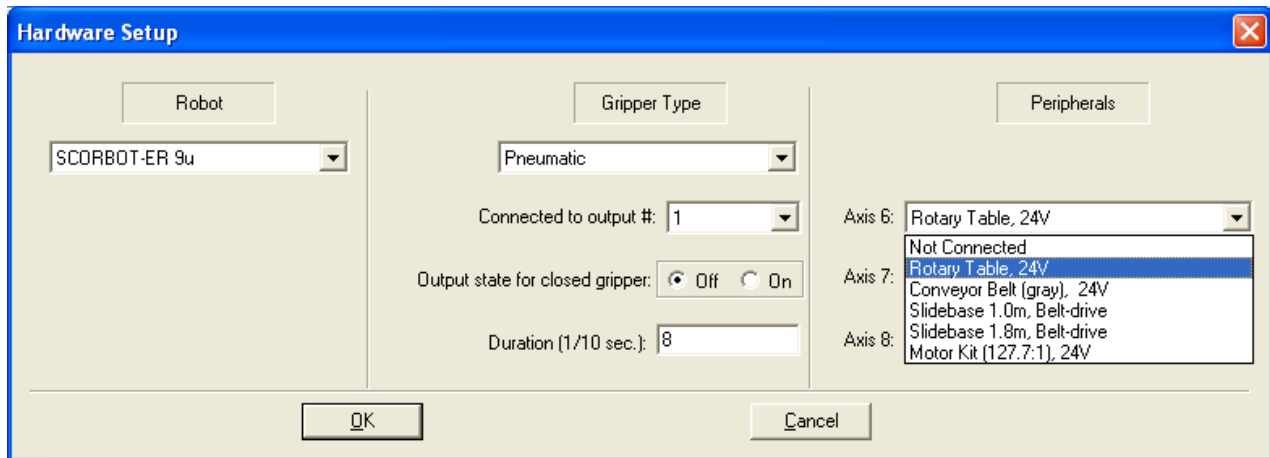 Hardware Setup
Robot
SCORBOT-ER 9u
Gripper Type
Pneumatic
Connected to output #: 1
Output state for closed gripper: Off On
Duration (1/10 sec.): 8
Peripherals
Axis 6: Rotary Table, 24V
Not Connected
Rotary Table, 24V
Axis 7:
Conveyor Belt (gray), 24V
Slidebase 1.0m, Belt-drive
Slidebase 1.8m, Belt-drive
Axis 8:
Motor Kit (127.7:1), 24V
OK
Cancel